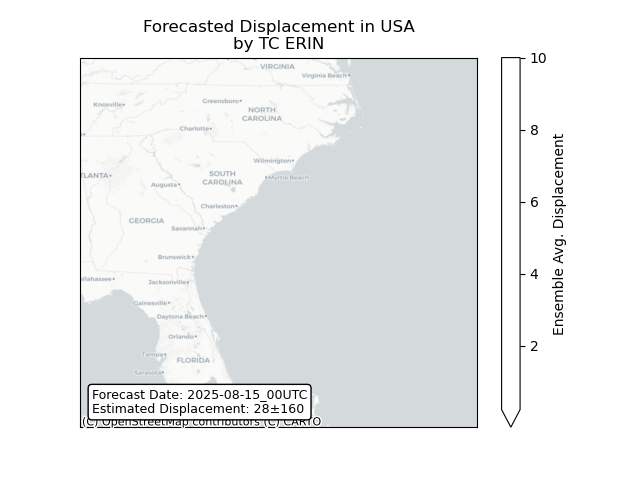 Forecasted Displacement in USA
by TC ERIN
VIRGINIA
Virginia Beach
Knoxville
Greensboro
NORTH
CAROLINA
Charlotte
Wilmington
TLANTA
SOUTH
CAROLINA
Myrtle Beach
Augusta
Charleston
GEORGIA
Savannah
Brunswick
allahassee
Jacksonville
Gainesville
Daytona Beach
Orlando
Tampa
FLORIDA
Sarasota
Forecast Date: 2025-08-15_00UTC
Estimated Displacement: 28±160
(C) OpenStreetMap contributors (C) CARTO
10
8
6
4
2
Ensemble Avg. Displacement